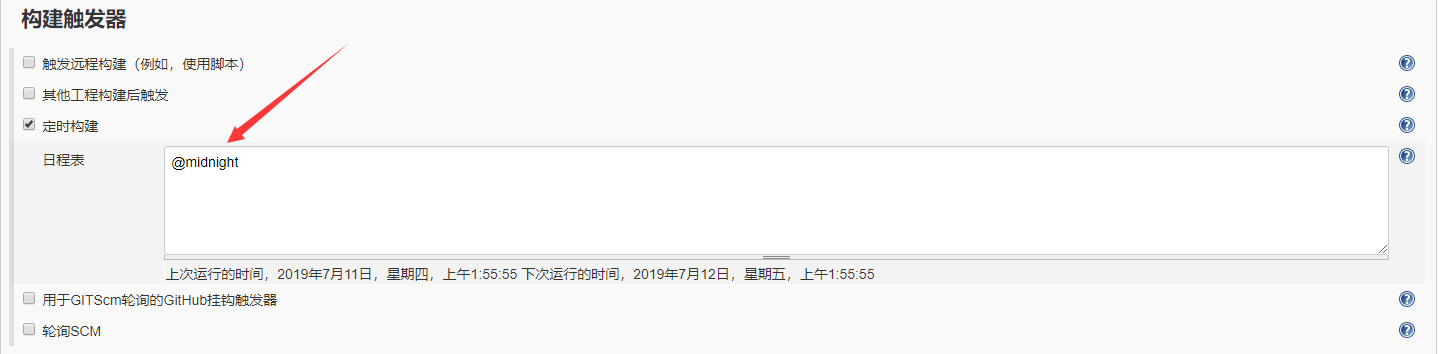 构建触发器
触发远程构建（例如，使用脚本）
其他工程构建后触发
定时构建
日程表
@midnight
上次运行的时间，2019年7月11日，星期四，上午1:55:55 下次运行的时间，2019年7月12日，星期五，上午1:55:55
用于GITScm轮询的GitHub挂钩触发器
轮询SCM